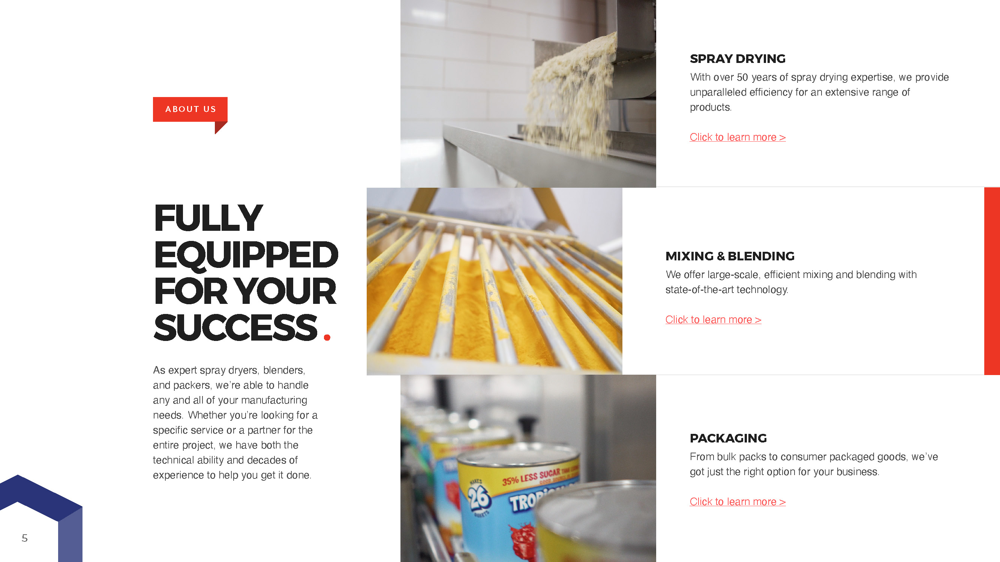 ABOUT US
FULLY
EQUIPPED
FOR YOUR
SUCCESS.
As expert spray dryers, blenders,
and packers, we’re able to handle
any and all of your manufacturing
needs. Whether you’re looking for a
specific service or a partner for the
entire project, we have both the
technical ability and decades of
experience to help you get it done.
5
SPRAY DRYING
With over 50 years of spray drying expertise, we provide
unparalleled efficiency for an extensive range of
products.
Click to learn more >
MIXING & BLENDING
We offer large-scale, efficient mixing and blending with
state-of-the-art technology.
Click to learn more >
35% LESS SUGAR
MAKES
26
QUARTS
PACKAGING
From bulk packs to consumer packaged goods, we’ve
got just the right option for your business.
Click to learn more >